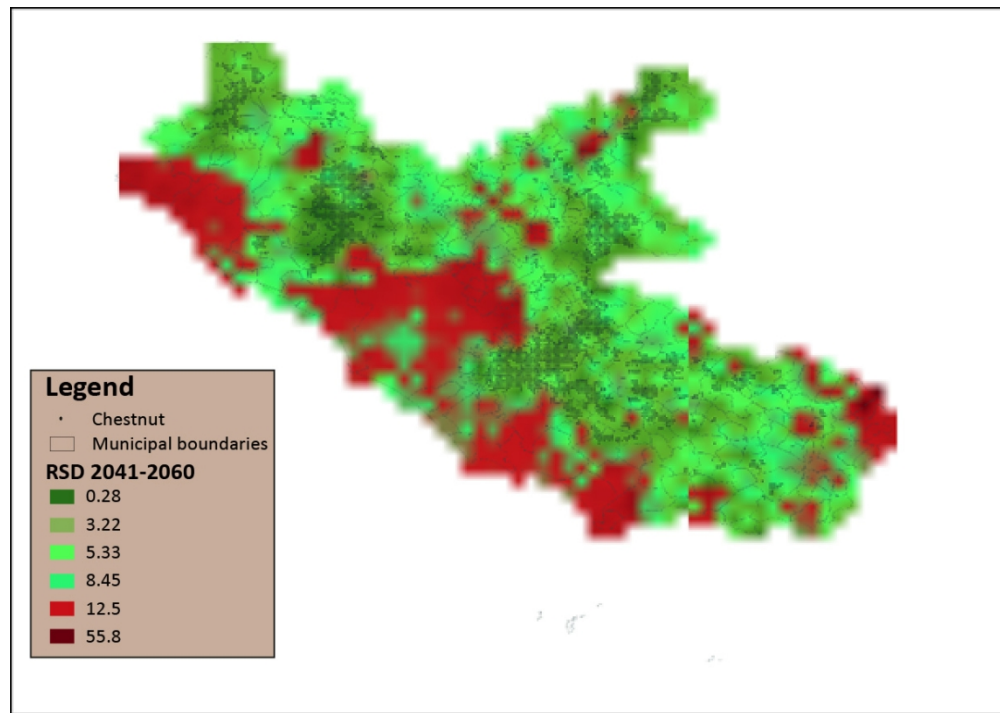 Legend
Chestnut
Municipal boundaries
RSD 2041-2060
0.28
3.22
5.33
8.45
12.5
55.8